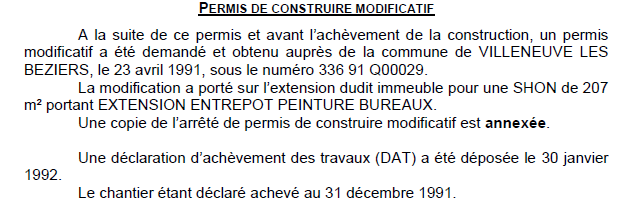 PERMIS DE CONSTRUIRE MODIFICATIF
A la suite de ce permis et avant l'achèvement de la construction, un permis
modificatif a été demandé et obtenu auprès de la commune de VILLENEUVE LES
BEZIERS, le 23 avril 1991, sous le numéro 336 91 Q00029.
La modification a porté sur l'extension dudit immeuble pour une SHON de 207
m² portant EXTENSION ENTREPOT PEINTURE BUREAUX.
Une copie de l'arrêté de permis de construire modificatif est annexée.
Une déclaration d'achèvement des travaux (DAT) a été déposée le 30 janvier
1992.
Le chantier étant déclaré achevé au 31 décembre 1991.